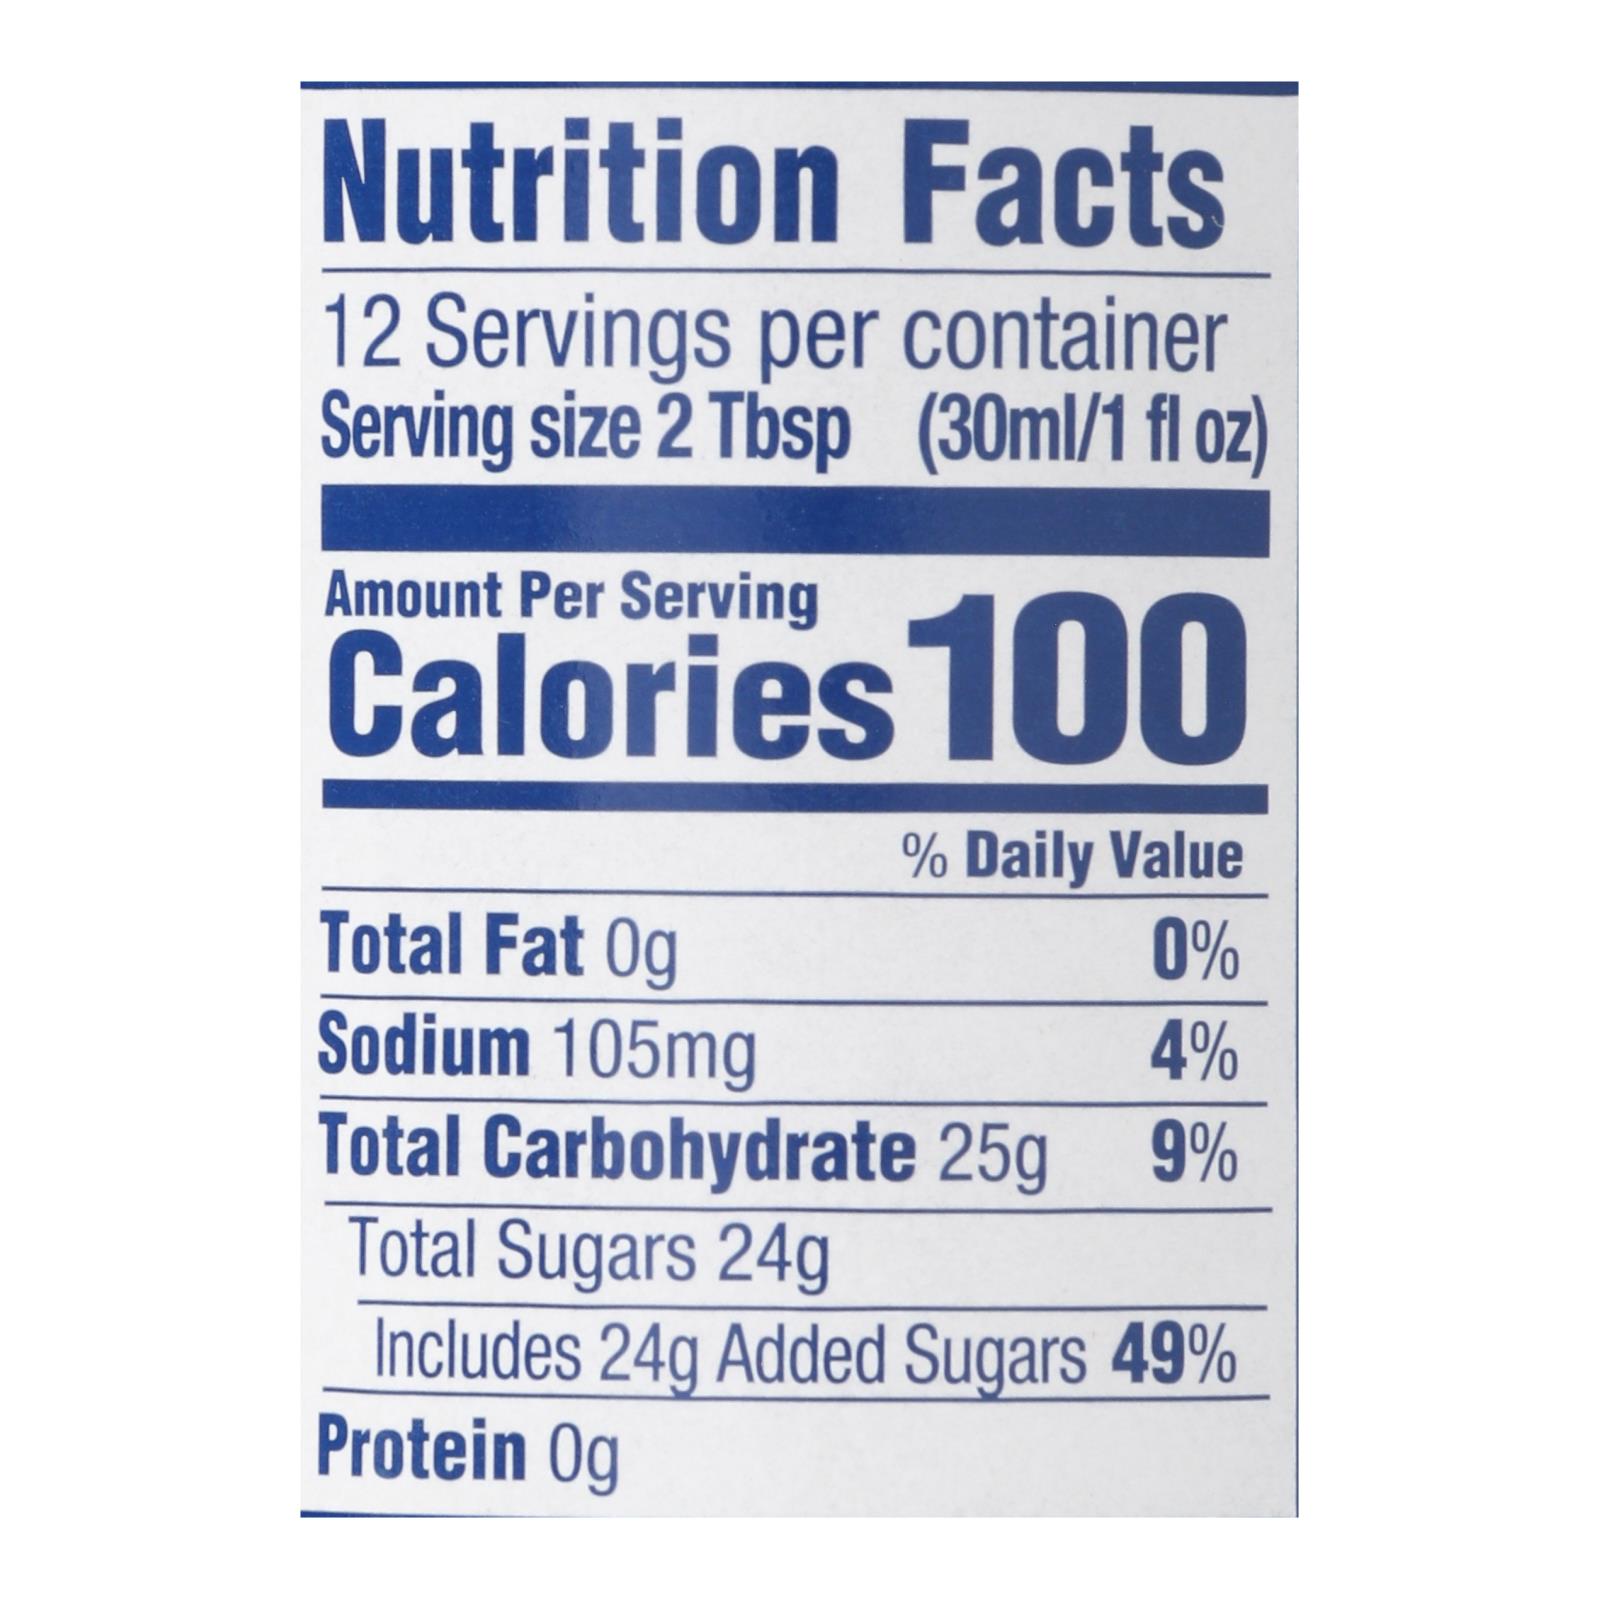 Nutrition Facts
12 Servings per container
Serving size 2 Tbsp (30ml/1 fl oz)
Amount Per Serving
Calories 100
% Daily Value
Total Fat 0g 0%
Sodium 105mg 4%
Total Carbohydrate 25g 9%
Total Sugars 24g
Includes 24g Added Sugars 49%
Protein 0g